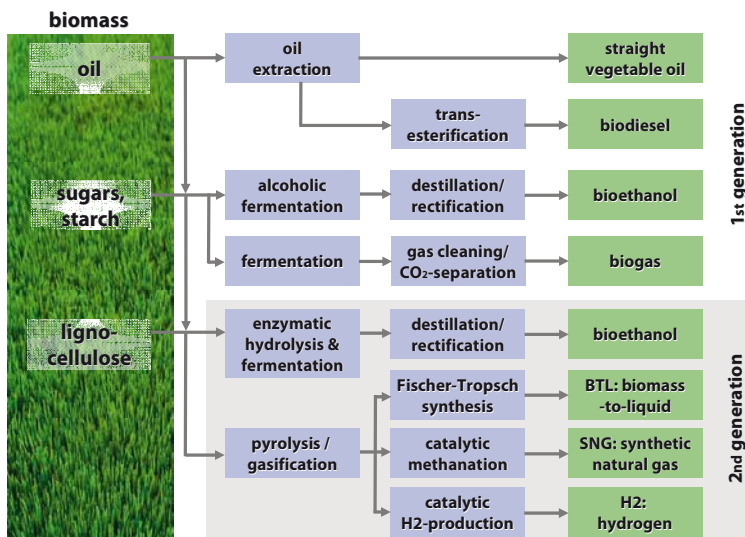 biomass
oil
oil
extraction
straight
vegetable oil
trans-
esterification
biodiesel
sugars,
starch
alcoholic
fermentation
destillation/
rectification
bioethanol
fermentation
gas cleaning/
CO₂-separation
biogas
1st generation
ligno-
cellulose
enzymatic
hydrolysis &
fermentation
destillation/
rectification
bioethanol
Fischer-Tropsch
synthesis
BTL: biomass
-to-liquid
pyrolysis /
gasification
catalytic
methanation
SNG: synthetic
natural gas
catalytic
H2-production
H2:
hydrogen
2nd generation